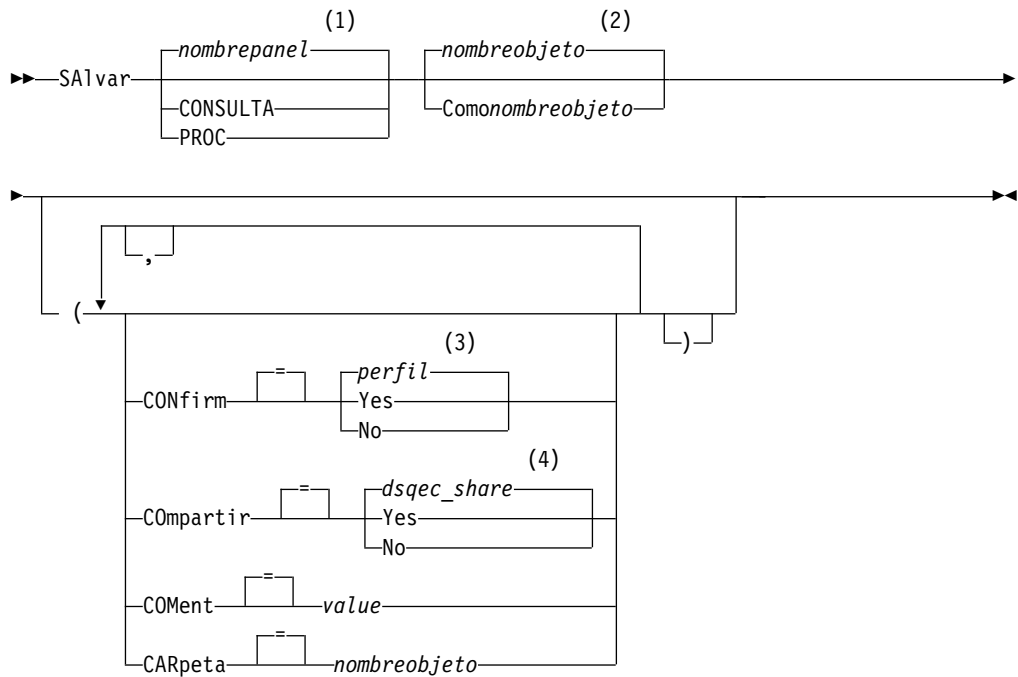 (1) (2)
nombrepanel nombreobjeto
SAlvar
CONSULTA Comonombreobjeto
PROC
,
(
)
(3)
= perfil
CONfirm Yes
No
(4)
= dsqec_share
COmpartir Yes
No
=
COMent value
=
CARpeta nombreobjeto